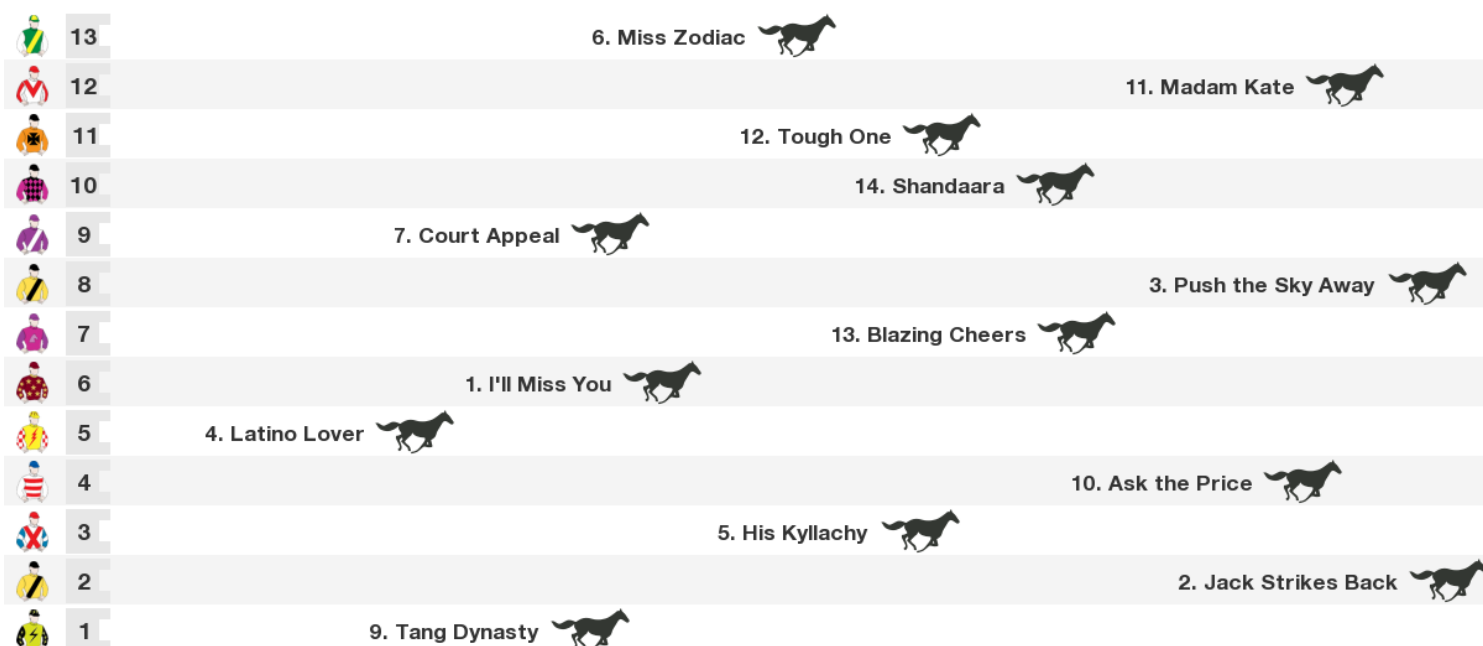 13 6. Miss Zodiac
12 11. Madam Kate
11 12. Tough One
10 14. Shandaara
9 7. Court Appeal
8 3. Push the Sky Away
7 13. Blazing Cheers
6 1. I'll Miss You
5 4. Latino Lover
4 10. Ask the Price
3 5. His Kyllachy
2 2. Jack Strikes Back
1 9. Tang Dynasty